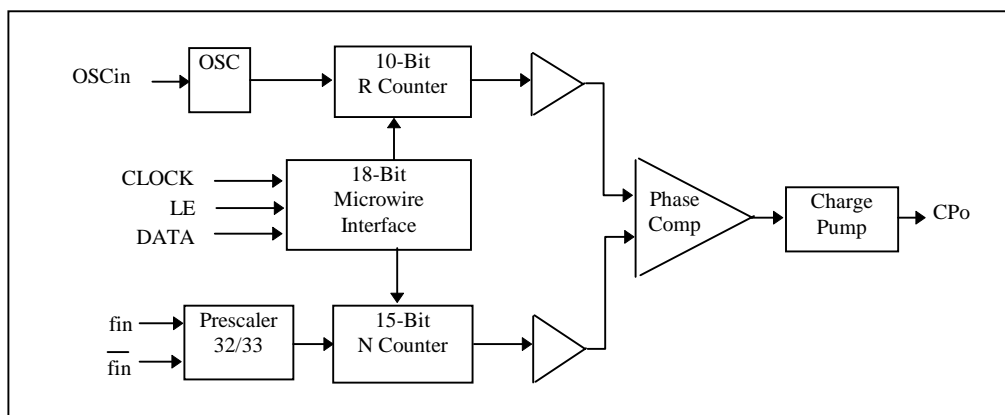 OSCin
OSC
10-Bit
R Counter
CLOCK
LE
DATA
18-Bit
Microwire
Interface
Phase
Comp
Charge
Pump
CPo
fin
fin
Prescaler
32/33
15-Bit
N Counter